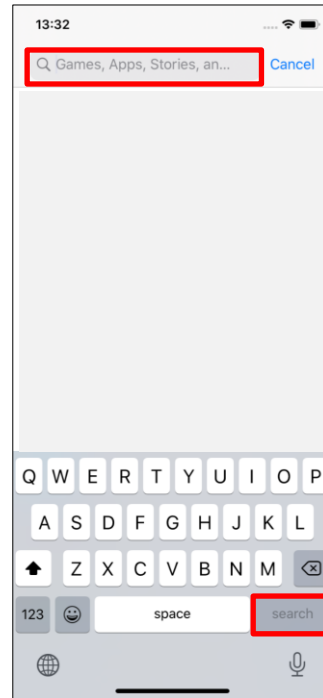 13:32
Games, Apps, Stories, an...
Cancel
Q W E R T Y U I O P
A S D F G H J K L
Z X C V B N M
123 space search